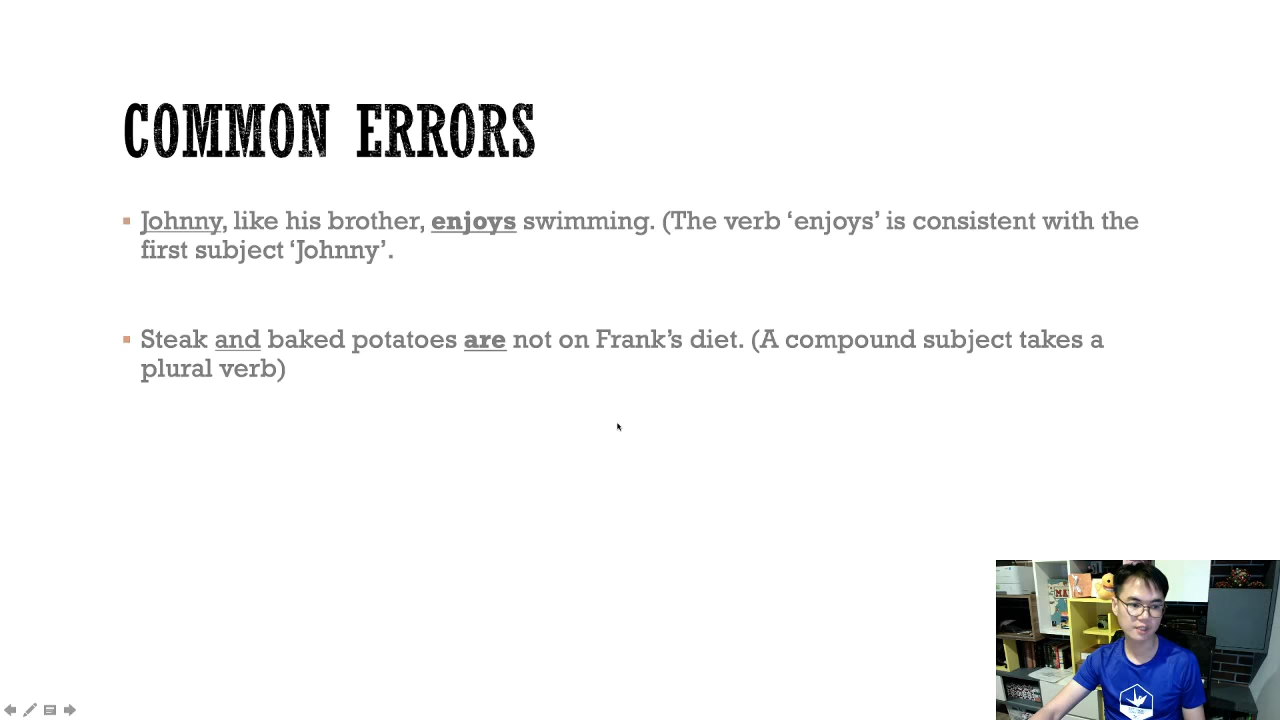 COMMON ERRORS
Johnny, like his brother, enjoys swimming. (The verb ‘enjoys’ is consistent with the
first subject ‘Johnny’.
Steak and baked potatoes are not on Frank’s diet. (A compound subject takes a
plural verb)